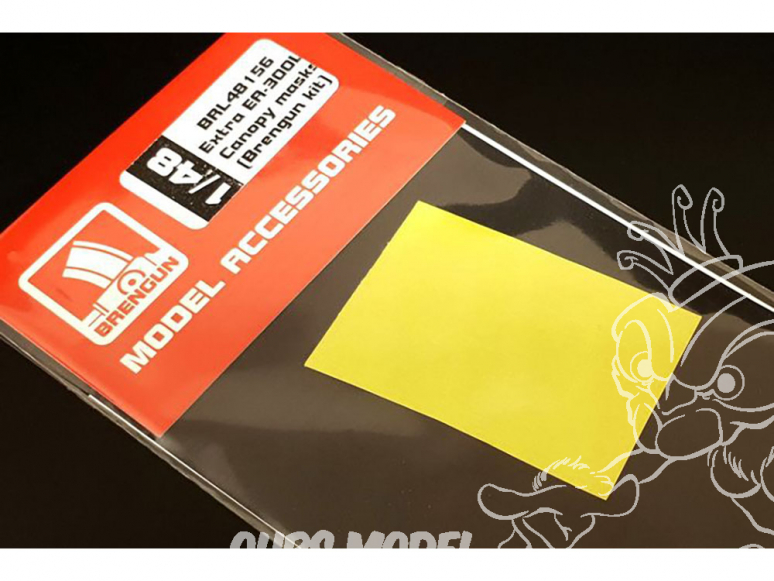 BRL48156
Extra EA-300L
Canopy masks
(Brengun kit)
1/48
BRENGUN
MODEL ACCESSORIES